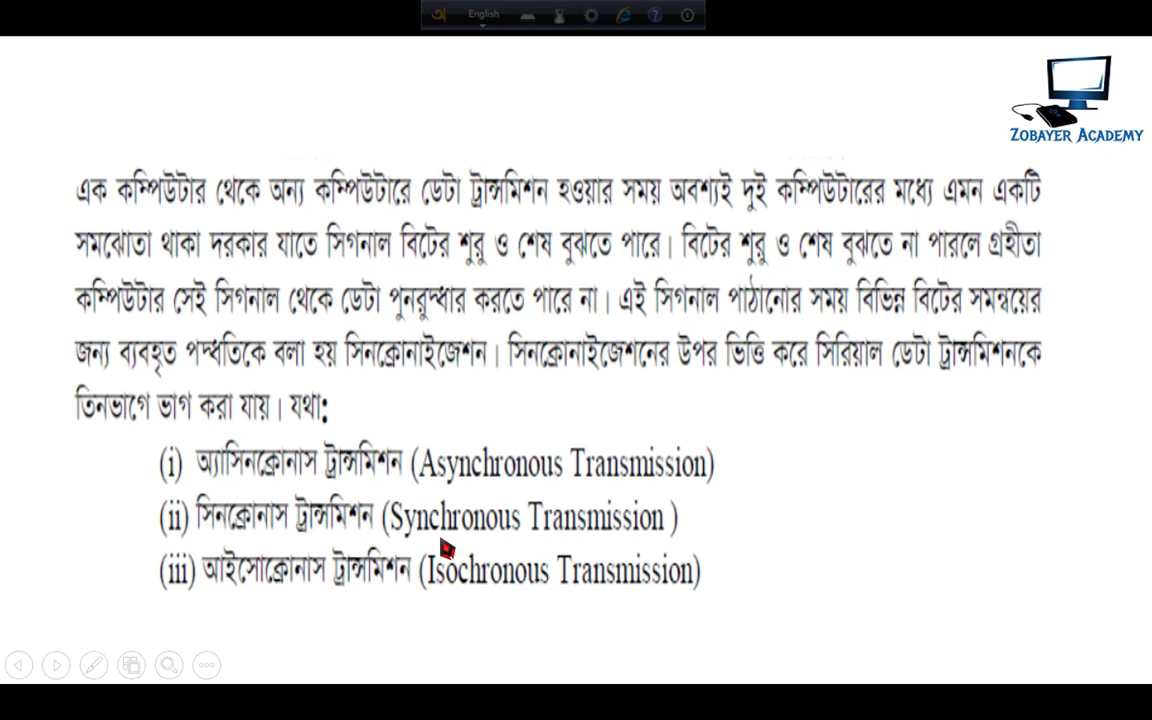 English
ZOBAYER ACADEMY
এক কম্পিউটার থেকে অন্য কম্পিউটারে ডেটা ট্রান্সমিশন হওয়ার সময় অবশ্যই দুই কম্পিউটারের মধ্যে এমন একটি
সমঝোতা থাকা দরকার যাতে সিগনাল বিটের শুরু ও শেষ বুঝতে পারে। বিটের শুরু ও শেষ বুঝতে না পারলে গ্রহীতা
কম্পিউটার সেই সিগনাল থেকে ডেটা পুনরুদ্ধার করতে পারে না। এই সিগনাল পাঠানোর সময় বিভিন্ন বিটের সমন্বয়ের
জন্য ব্যবহৃত পদ্ধতিকে বলা হয় সিনক্রোনাইজেশন। সিনক্রোনাইজেশনের উপর ভিত্তি করে সিরিয়াল ডেটা ট্রান্সমিশনকে
তিনভাগে ভাগ করা যায়। যথা:
(i) অ্যাসিনক্রোনাস ট্রান্সমিশন (Asynchronous Transmission)
(ii) সিনক্রোনাস ট্রান্সমিশন (Synchronous Transmission )
(iii) আইসোক্রোনাস ট্রান্সমিশন (Isochronous Transmission)